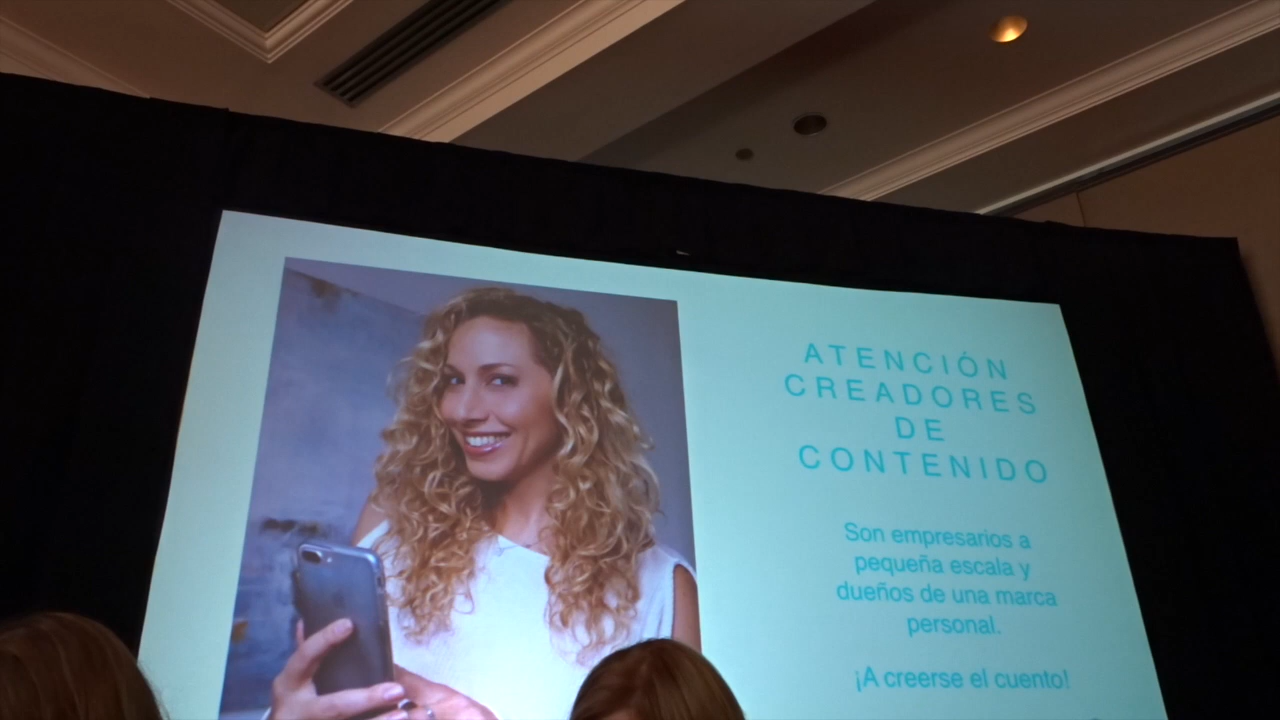 ATENCIÓN
CREADORES
DE
CONTENIDO
Son empresarios a
pequeña escala y
dueños de una marca
personal.
¡A creerse el cuento!